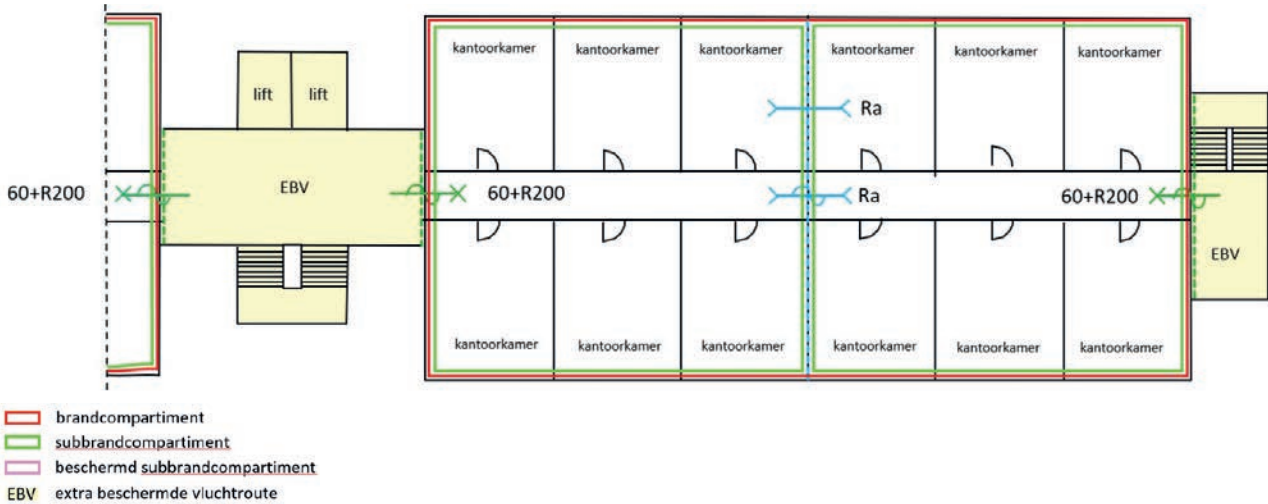 kantoorkamer kantoorkamer kantoorkamer kantoorkamer kantoorkamer kantoorkamer
lift lift
Ra
60+R200 EBV 60+R200 Ra 60+R200
EBV
kantoorkamer kantoorkamer kantoorkamer kantoorkamer kantoorkamer kantoorkamer
brandcompartiment
subbrandcompartiment
beschermd subbrandcompartiment
EBV extra beschermde vluchtroute